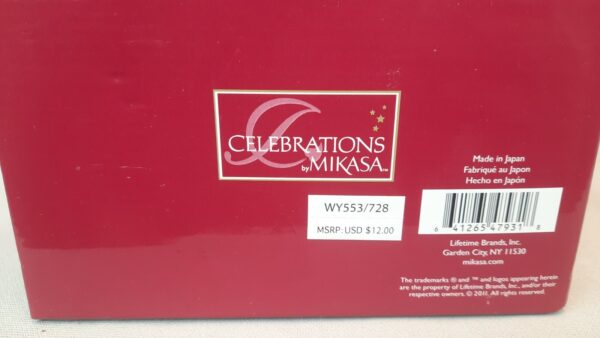 CELEBRATIONS
by MIKASA™
WY553/728
MSRP: USD $12.00
Made in Japan
Fabriqué au Japon
Hecho en Japón
6 41265 47931 8
Lifetime Brands, Inc.
Garden City, NY 11530
mikasa.com
The trademarks ® and ™ and logos appearing herein
are the property of Lifetime Brands, Inc., and/or their
respective owners. © 2011. All rights reserved.